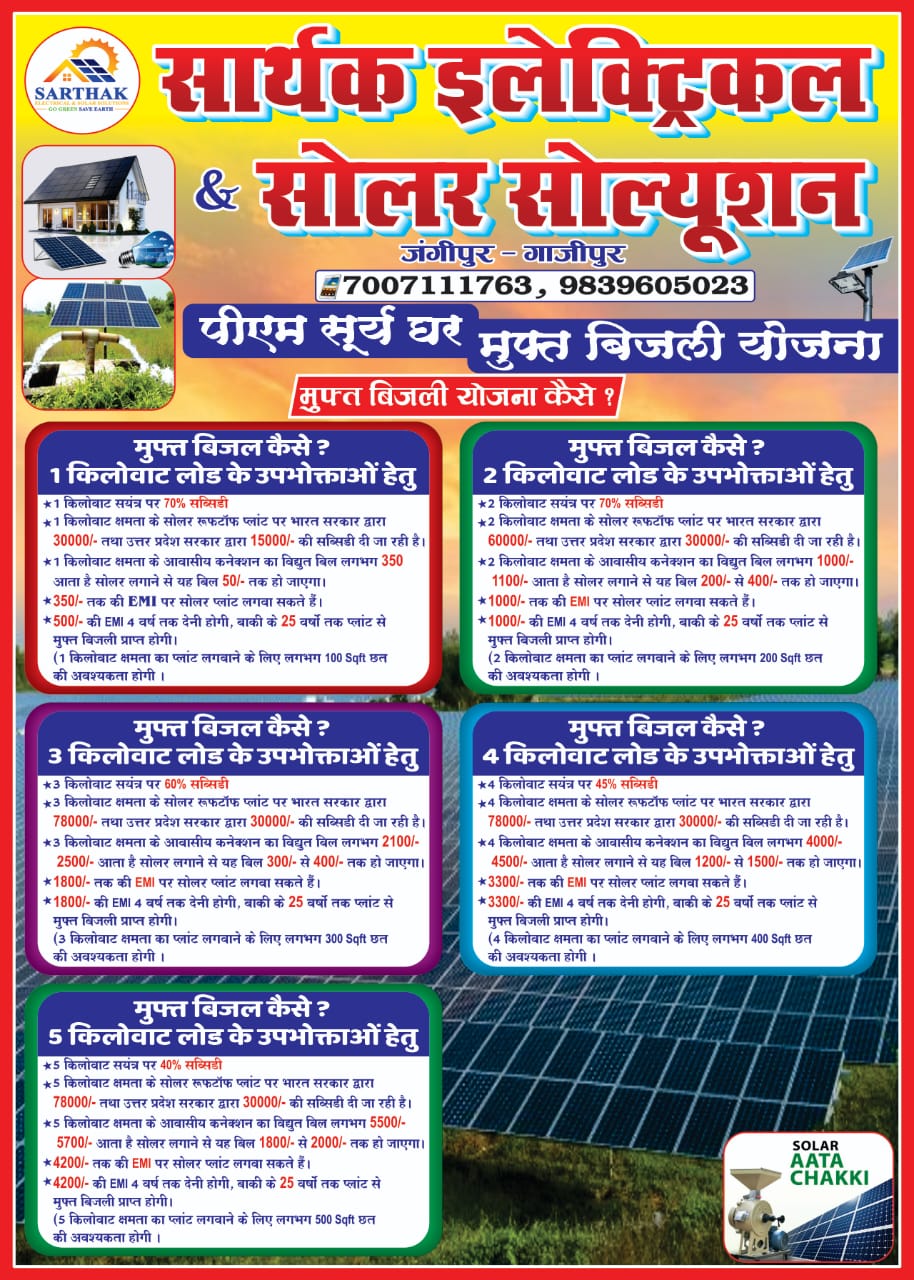 SARTHAK
ELECTRICAL & SOLAR SOLUTIONS
GO GREEN SAVE EARTH
सार्थक इलेक्ट्रिकल
& सोलर सोल्यूशन
जंगीपुर - गाजीपुर
7007111763, 9839605023
पीएम सूर्य घर
मुफ्त बिजली योजना
मुफ्त बिजली योजना कैसे ?
मुफ्त बिजल कैसे ?
1 किलोवाट लोड के उपभोक्ताओं हेतु
★1 किलोवाट सयंत्र पर 70% सब्सिडी
★1 किलोवाट क्षमता के सोलर रूफटॉफ प्लांट पर भारत सरकार द्वारा
30000/- तथा उत्तर प्रदेश सरकार द्वारा 15000/- की सब्सिडी दी जा रही है।
★1 किलोवाट क्षमता के आवासीय कनेक्शन का विद्युत बिल लगभग 350
आता है सोलर लगाने से यह बिल 50/- तक हो जाएगा।
★350/- तक की EMI पर सोलर प्लांट लगवा सकते हैं।
★500/- की EMI 4 वर्ष तक देनी होगी, बाकी के 25 वर्षो तक प्लांट से
मुफ्त बिजली प्राप्त होगी।
(1 किलोवाट क्षमता का प्लांट लगवाने के लिए लगभग 100 Sqft छत
की अवश्यकता होगी ।
मुफ्त बिजल कैसे ?
2 किलोवाट लोड के उपभोक्ताओं हेतु
★2 किलोवाट सयंत्र पर 70% सब्सिडी
★2 किलोवाट क्षमता के सोलर रूफटॉफ प्लांट पर भारत सरकार द्वारा
60000/- तथा उत्तर प्रदेश सरकार द्वारा 30000/- की सब्सिडी दी जा रही है।
★2 किलोवाट क्षमता के आवासीय कनेक्शन का विद्युत बिल लगभग 1000/-
1100/- आता है सोलर लगाने से यह बिल 200/- से 400/- तक हो जाएगा।
★1000/- तक की EMI पर सोलर प्लांट लगवा सकते हैं।
★1000/- की EMI 4 वर्ष तक देनी होगी, बाकी के 25 वर्षो तक प्लांट से
मुफ्त बिजली प्राप्त होगी।
(2 किलोवाट क्षमता का प्लांट लगवाने के लिए लगभग 200 Sqft छत
की अवश्यकता होगी ।
मुफ्त बिजल कैसे ?
3 किलोवाट लोड के उपभोक्ताओं हेतु
★3 किलोवाट सयंत्र पर 60% सब्सिडी
★3 किलोवाट क्षमता के सोलर रूफटॉफ प्लांट पर भारत सरकार द्वारा
78000/- तथा उत्तर प्रदेश सरकार द्वारा 30000/- की सब्सिडी दी जा रही है।
★3 किलोवाट क्षमता के आवासीय कनेक्शन का विद्युत बिल लगभग 2100/-
2500/- आता है सोलर लगाने से यह बिल 300/- से 400/- तक हो जाएगा।
★1800/- तक की EMI पर सोलर प्लांट लगवा सकते हैं।
★1800/- की EMI 4 वर्ष तक देनी होगी, बाकी के 25 वर्षो तक प्लांट से
मुफ्त बिजली प्राप्त होगी।
(3 किलोवाट क्षमता का प्लांट लगवाने के लिए लगभग 300 Sqft छत
की अवश्यकता होगी ।
मुफ्त बिजल कैसे ?
4 किलोवाट लोड के उपभोक्ताओं हेतु
★4 किलोवाट सयंत्र पर 45% सब्सिडी
★4 किलोवाट क्षमता के सोलर रूफटॉफ प्लांट पर भारत सरकार द्वारा
78000/- तथा उत्तर प्रदेश सरकार द्वारा 30000/- की सब्सिडी दी जा रही है।
★4 किलोवाट क्षमता के आवासीय कनेक्शन का विद्युत बिल लगभग 4000/-
4500/- आता है सोलर लगाने से यह बिल 1200/- से 1500/- तक हो जाएगा।
★3300/- तक की EMI पर सोलर प्लांट लगवा सकते हैं।
★3300/- की EMI 4 वर्ष तक देनी होगी, बाकी के 25 वर्षो तक प्लांट से
मुफ्त बिजली प्राप्त होगी।
(4 किलोवाट क्षमता का प्लांट लगवाने के लिए लगभग 400 Sqft छत
की अवश्यकता होगी ।
मुफ्त बिजल कैसे ?
5 किलोवाट लोड के उपभोक्ताओं हेतु
★5 किलोवाट सयंत्र पर 40% सब्सिडी
★5 किलोवाट क्षमता के सोलर रूफटॉफ प्लांट पर भारत सरकार द्वारा
78000/- तथा उत्तर प्रदेश सरकार द्वारा 30000/- की सब्सिडी दी जा रही है।
★5 किलोवाट क्षमता के आवासीय कनेक्शन का विद्युत बिल लगभग 5500/-
5700/- आता है सोलर लगाने से यह बिल 1800/- से 2000/- तक हो जाएगा।
★4200/- तक की EMI पर सोलर प्लांट लगवा सकते हैं।
★4200/- की EMI 4 वर्ष तक देनी होगी, बाकी के 25 वर्षो तक प्लांट से
मुफ्त बिजली प्राप्त होगी।
(5 किलोवाट क्षमता का प्लांट लगवाने के लिए लगभग 500 Sqft छत
की अवश्यकता होगी ।
SOLAR
AATA
CHAKKI